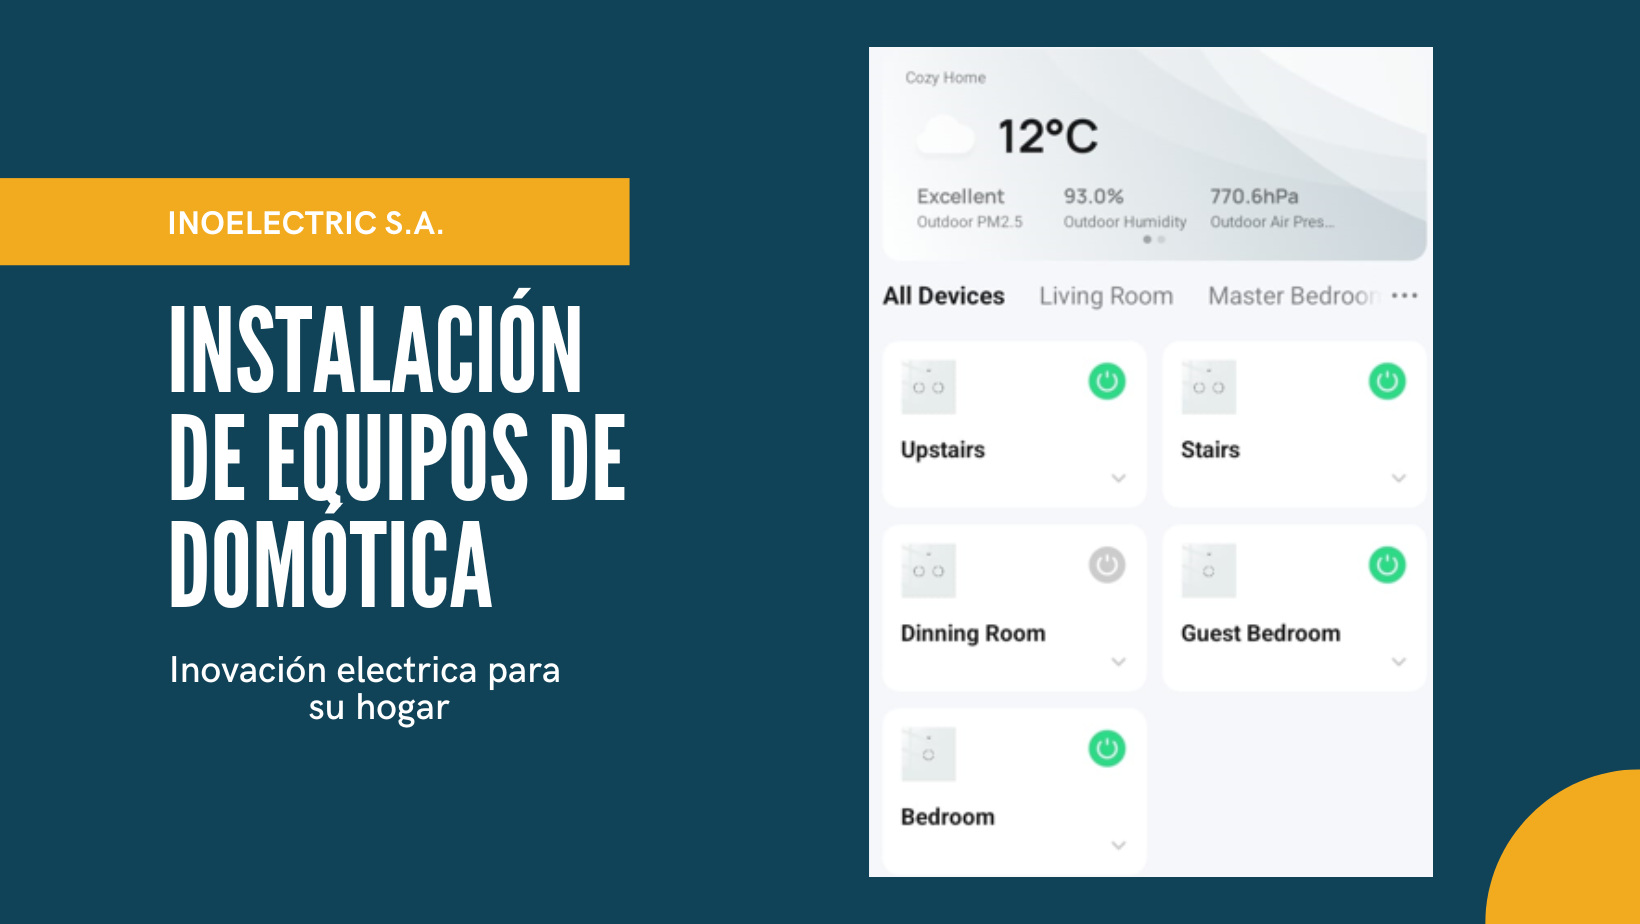 INOELECTRIC S.A.
INSTALACIÓN
DE EQUIPOS DE
DOMÓTICA
Inovación electrica para
su hogar
Cozy Home
12°C
Excellent 93.0% 770.6hPa
Outdoor PM2.5 Outdoor Humidity Outdoor Air Pres...
All Devices Living Room Master Bedroon ...
Upstairs Stairs
Dinning Room Guest Bedroom
Bedroom